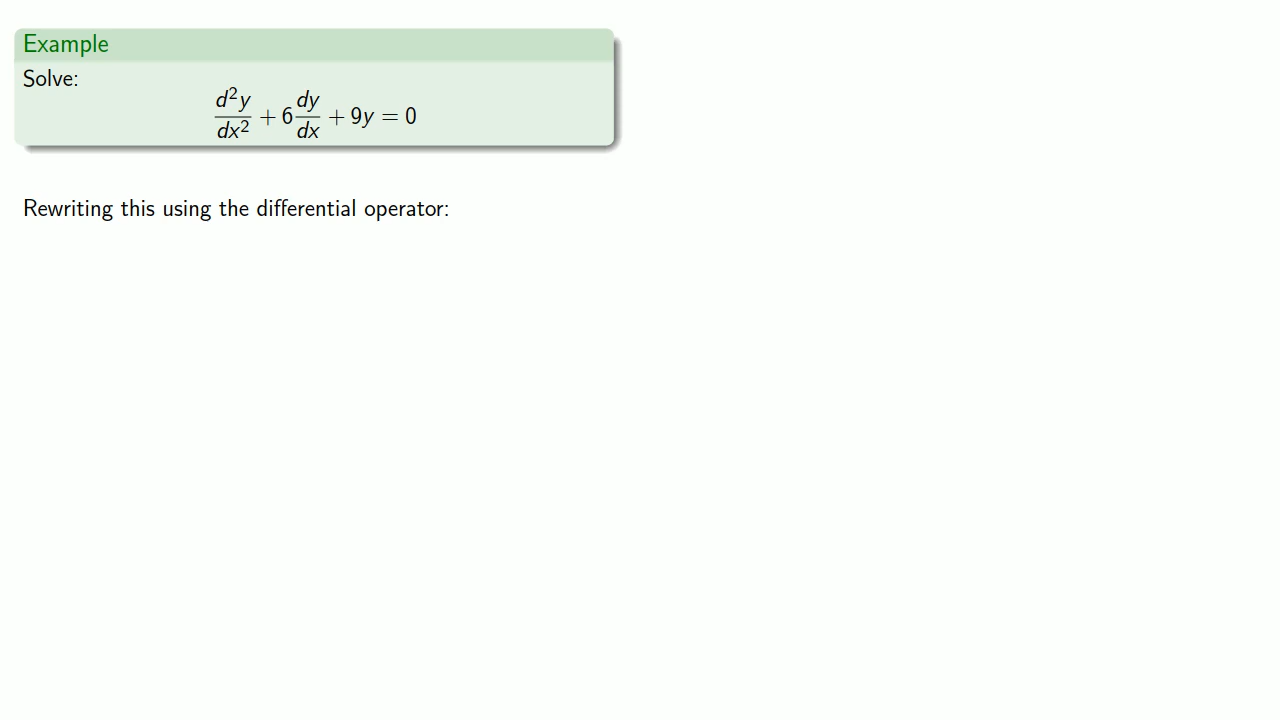 Example
Solve:
d²y/dx² + 6 dy/dx + 9y = 0
Rewriting this using the differential operator: